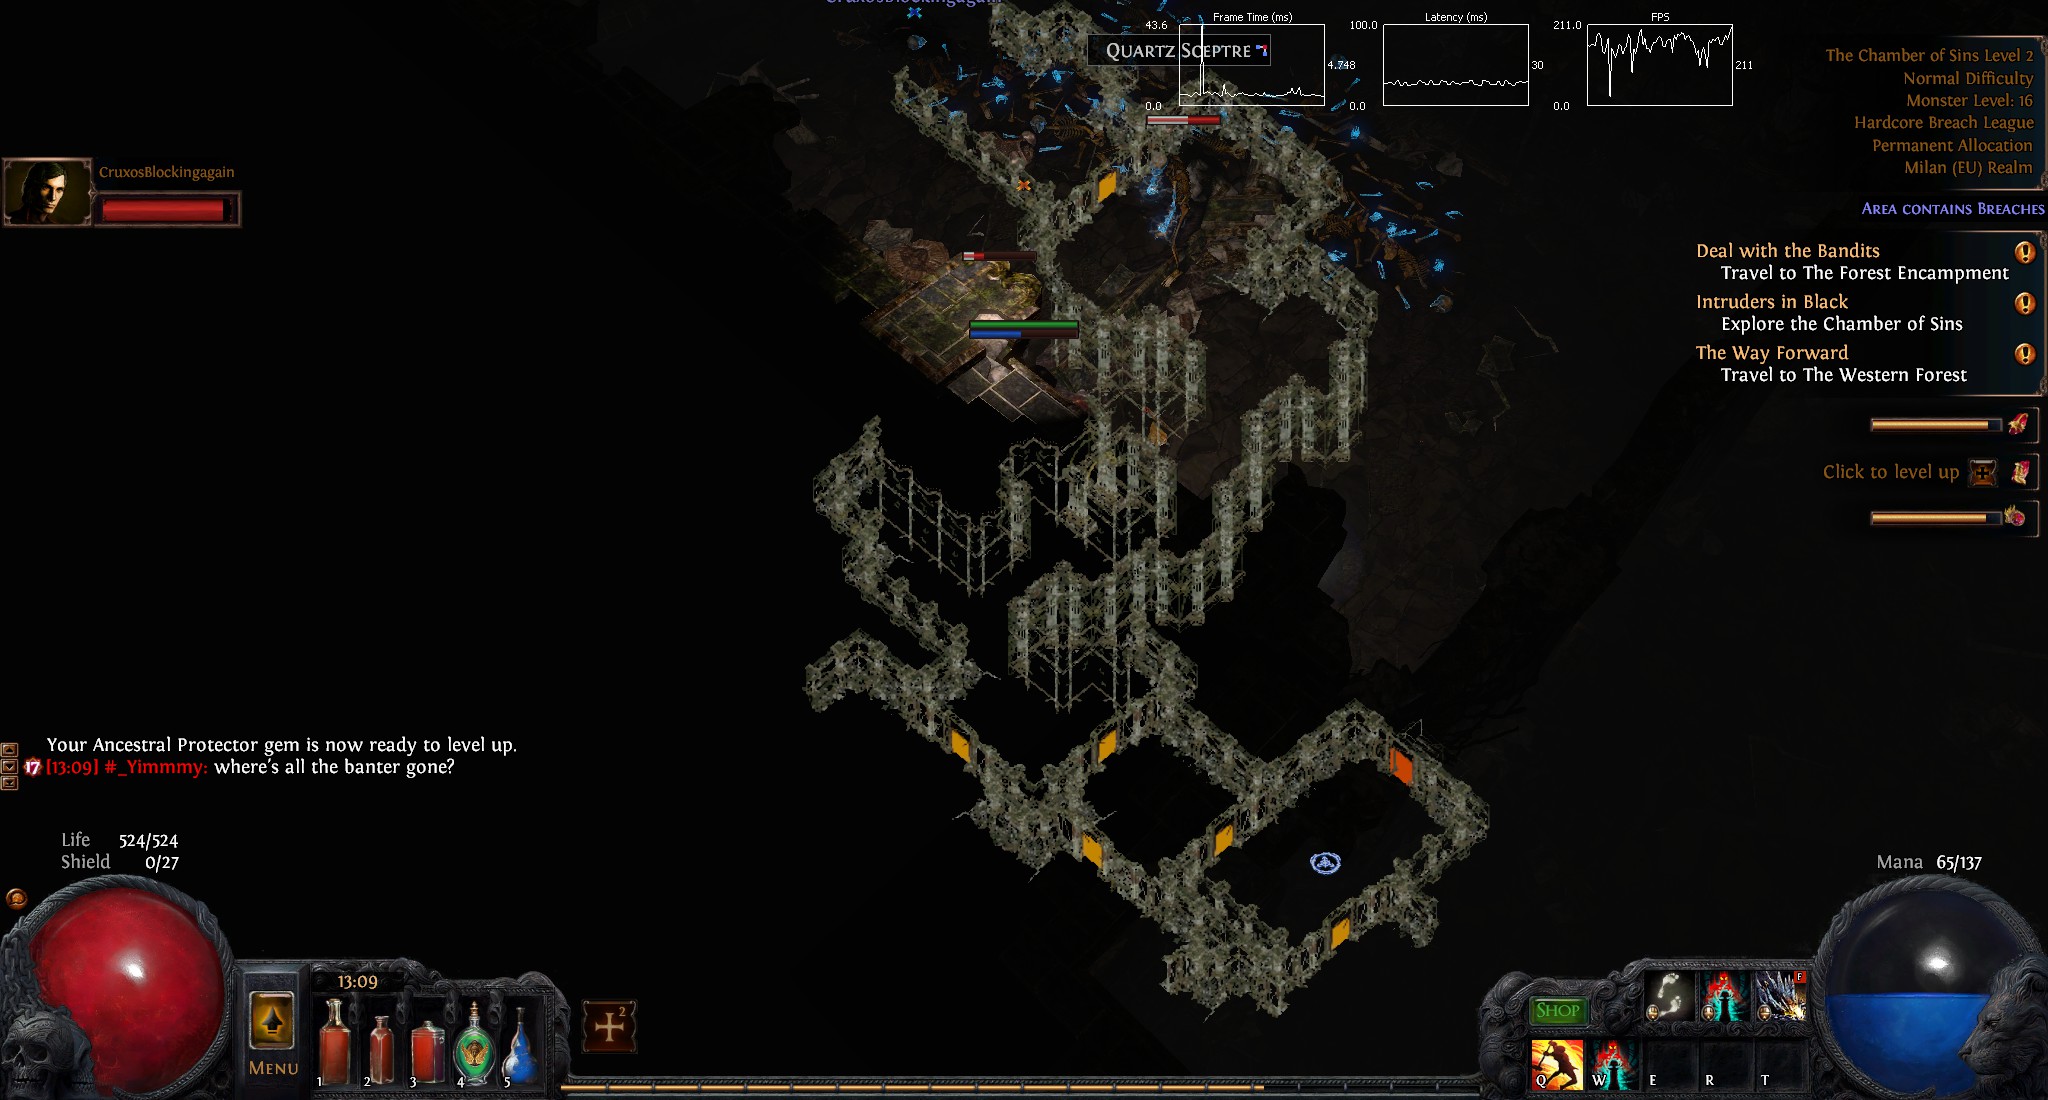 CruxosBlockingagain
Frame Time (ms)
43.6
4.748
0.0
Latency (ms)
100.0
30
0.0
FPS
211.0
211
0.0
Quartz Sceptre
The Chamber of Sins Level 2
Normal Difficulty
Monster Level: 16
Hardcore Breach League
Permanent Allocation
Milan (EU) Realm
Area contains Breaches
CruxosBlockingagain
Deal with the Bandits
Travel to The Forest Encampment
Intruders in Black
Explore the Chamber of Sins
The Way Forward
Travel to The Western Forest
Click to level up
Your Ancestral Protector gem is now ready to level up.
17 [13:09] #_Yimmmy: where's all the banter gone?
Life 524/524
Shield 0/27
Mana 65/137
13:09
Menu
1 2 3 4 5
2
Shop
F
Q W E R T